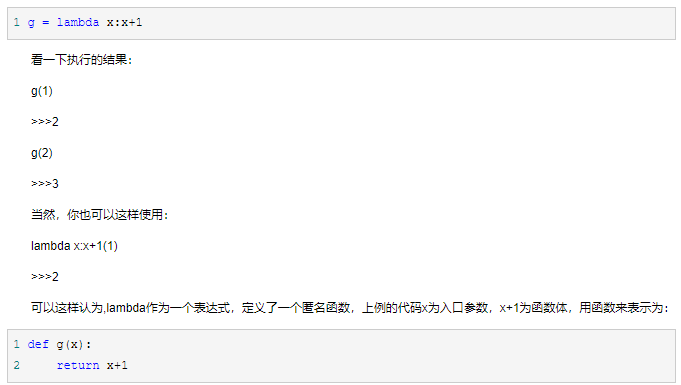 1 g = lambda x:x+1
看一下执行的结果：
g(1)
>>>2
g(2)
>>>3
当然，你也可以这样使用：
lambda x:x+1(1)
>>>2
可以这样认为,lambda作为一个表达式，定义了一个匿名函数，上例的代码x为入口参数，x+1为函数体，用函数来表示为：
1 def g(x):
2     return x+1